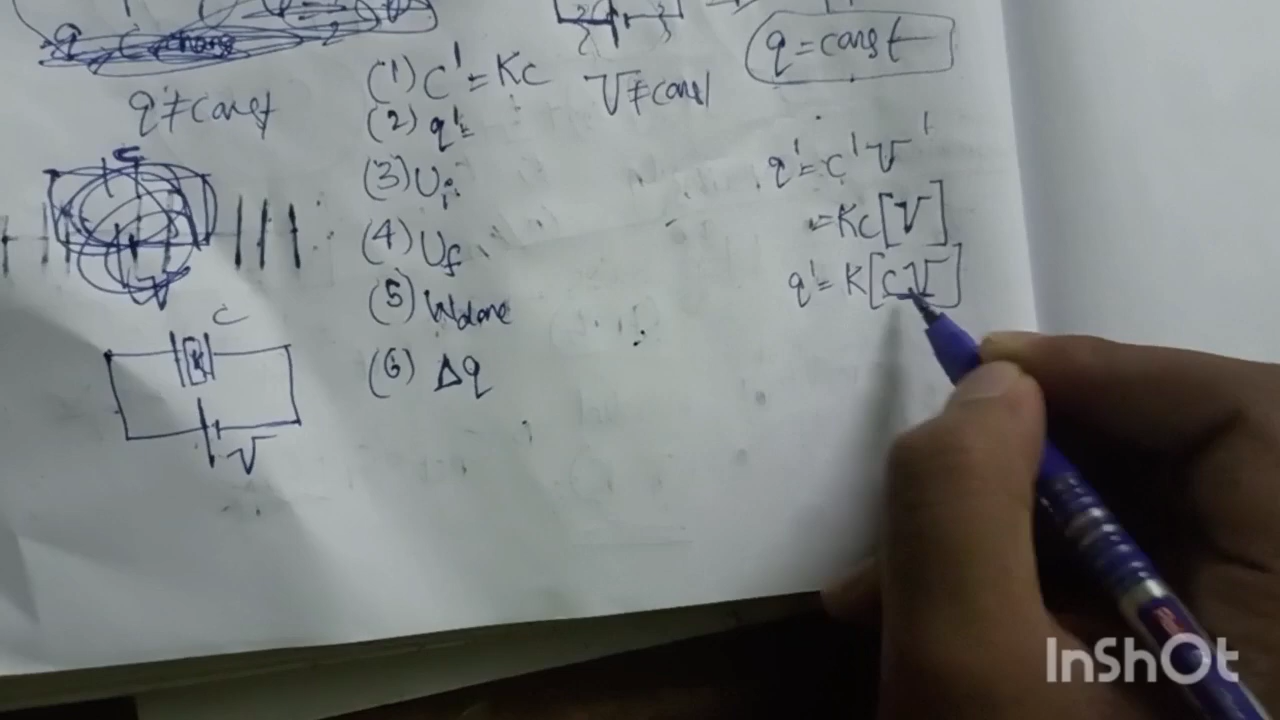 q = const
q ≠ const
(1) C' = KC
V ≠ const
(2) q' =
(3) Ui
(4) Uf
(5) Wdone
(6) Δq
q' = C'V'
= KC[V]
q' = K[CV]
C
K
V
InShOt